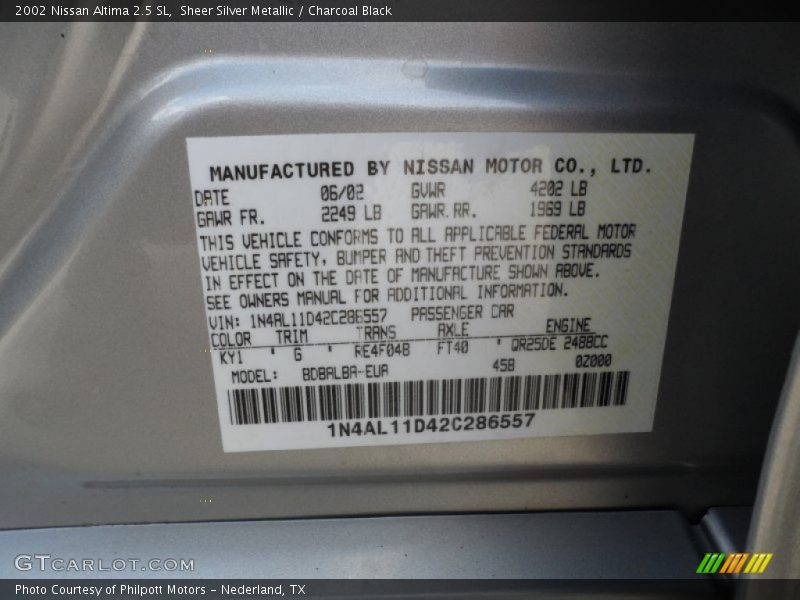 2002 Nissan Altima 2.5 SL, Sheer Silver Metallic / Charcoal Black
MANUFACTURED BY NISSAN MOTOR CO., LTD.
DATE 06/02 GVWR 4202 LB
GAWR FR. 2249 LB GAWR.RR. 1969 LB
THIS VEHICLE CONFORMS TO ALL APPLICABLE FEDERAL MOTOR
VEHICLE SAFETY, BUMPER AND THEFT PREVENTION STANDARDS
IN EFFECT ON THE DATE OF MANUFACTURE SHOWN ABOVE.
SEE OWNERS MANUAL FOR ADDITIONAL INFORMATION.
VIN: 1N4AL11D42C286557 PASSENGER CAR
COLOR TRIM TRANS AXLE ENGINE
KY1 ' G ' RE4F04B FT40 ' QR25DE 2488CC
MODEL: BDBALBA-EUA 45B 0Z000
1N4AL11D42C286557
GTCARLOT.COM
Photo Courtesy of Philpott Motors - Nederland, TX